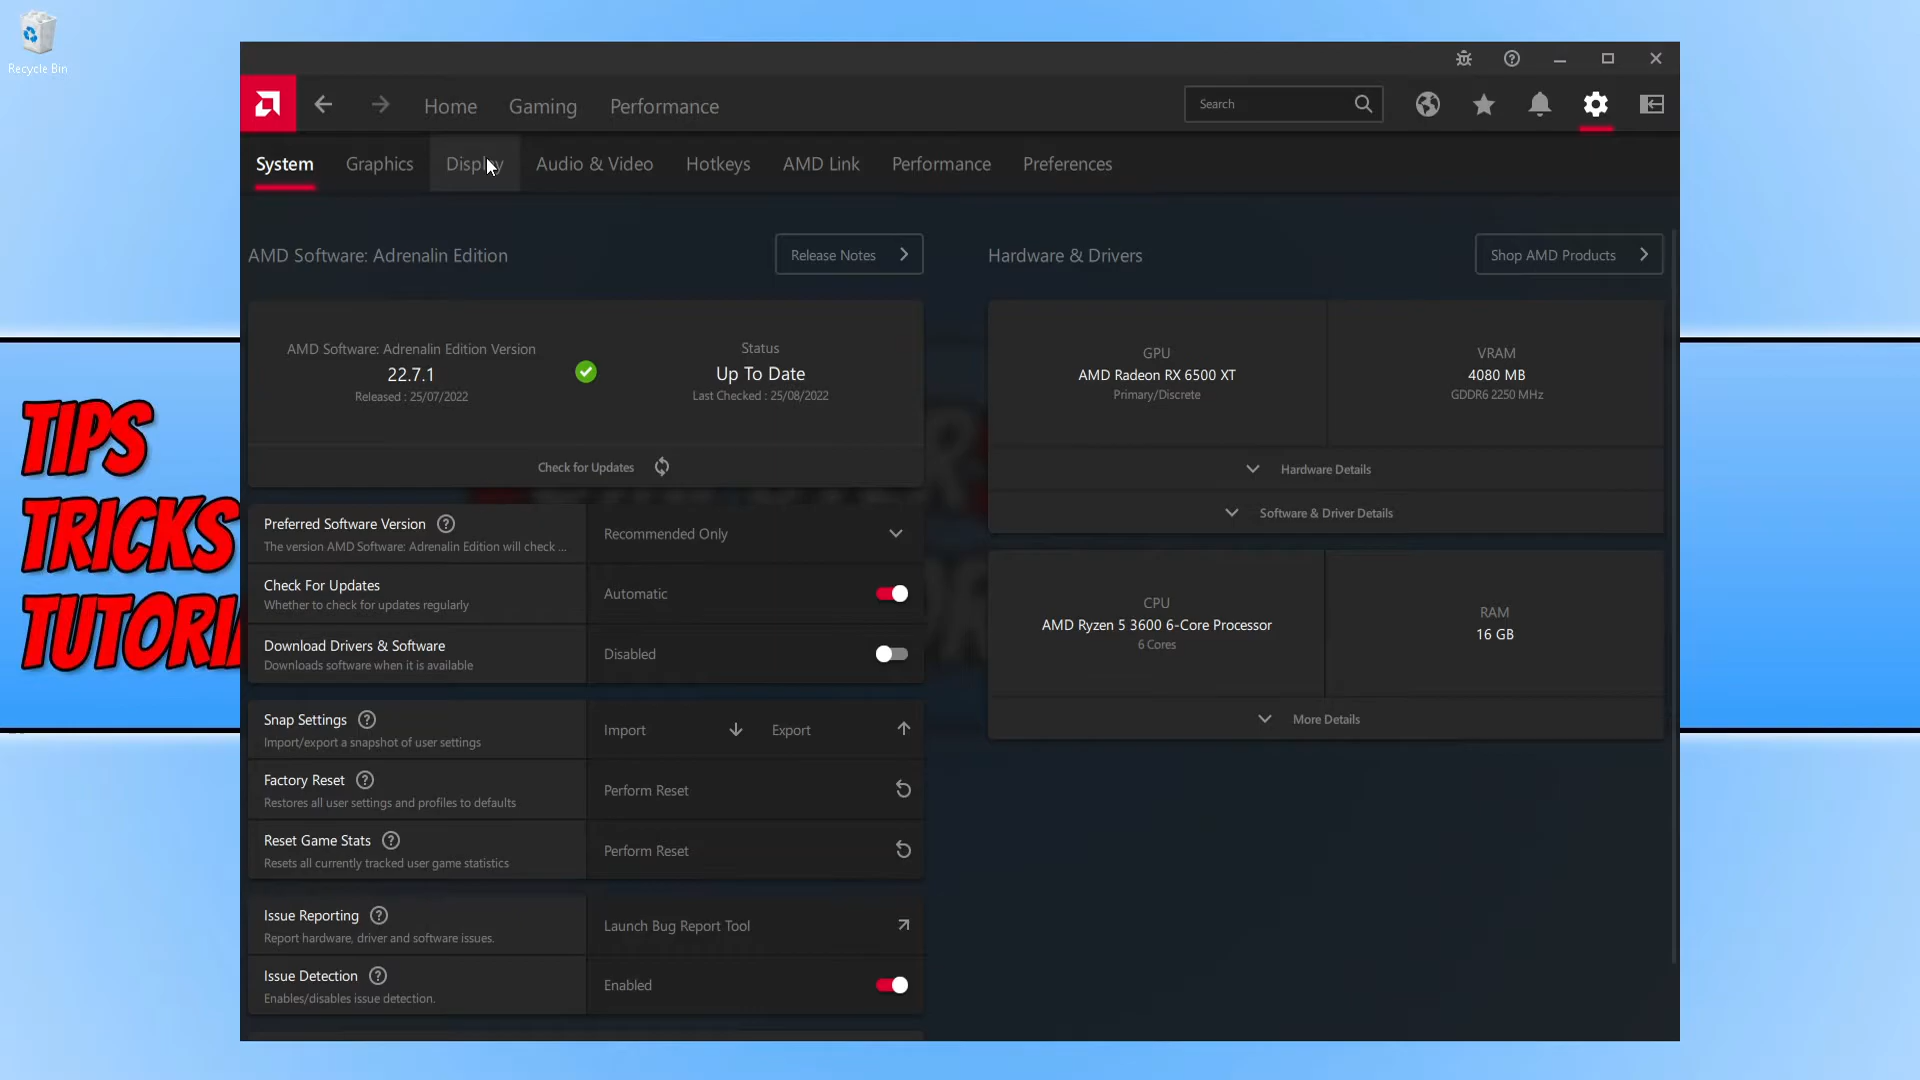 Recycle Bin
Home
Gaming
Performance
Search
System
Graphics
Display
Audio & Video
Hotkeys
AMD Link
Performance
Preferences
AMD Software: Adrenalin Edition
Release Notes
AMD Software: Adrenalin Edition Version
22.7.1
Released : 25/07/2022
Status
Up To Date
Last Checked : 25/08/2022
Check for Updates
Preferred Software Version
The version AMD Software: Adrenalin Edition will check ...
Recommended Only
Check For Updates
Whether to check for updates regularly
Automatic
Download Drivers & Software
Downloads software when it is available
Disabled
Snap Settings
Import/export a snapshot of user settings
Import
Export
Factory Reset
Restores all user settings and profiles to defaults
Perform Reset
Reset Game Stats
Resets all currently tracked user game statistics
Perform Reset
Issue Reporting
Report hardware, driver and software issues.
Launch Bug Report Tool
Issue Detection
Enables/disables issue detection.
Enabled
Hardware & Drivers
Shop AMD Products
GPU
AMD Radeon RX 6500 XT
Primary/Discrete
VRAM
4080 MB
GDDR6 2250 MHz
Hardware Details
Software & Driver Details
CPU
AMD Ryzen 5 3600 6-Core Processor
6 Cores
RAM
16 GB
More Details
TIPS
TRICKS
TUTORI